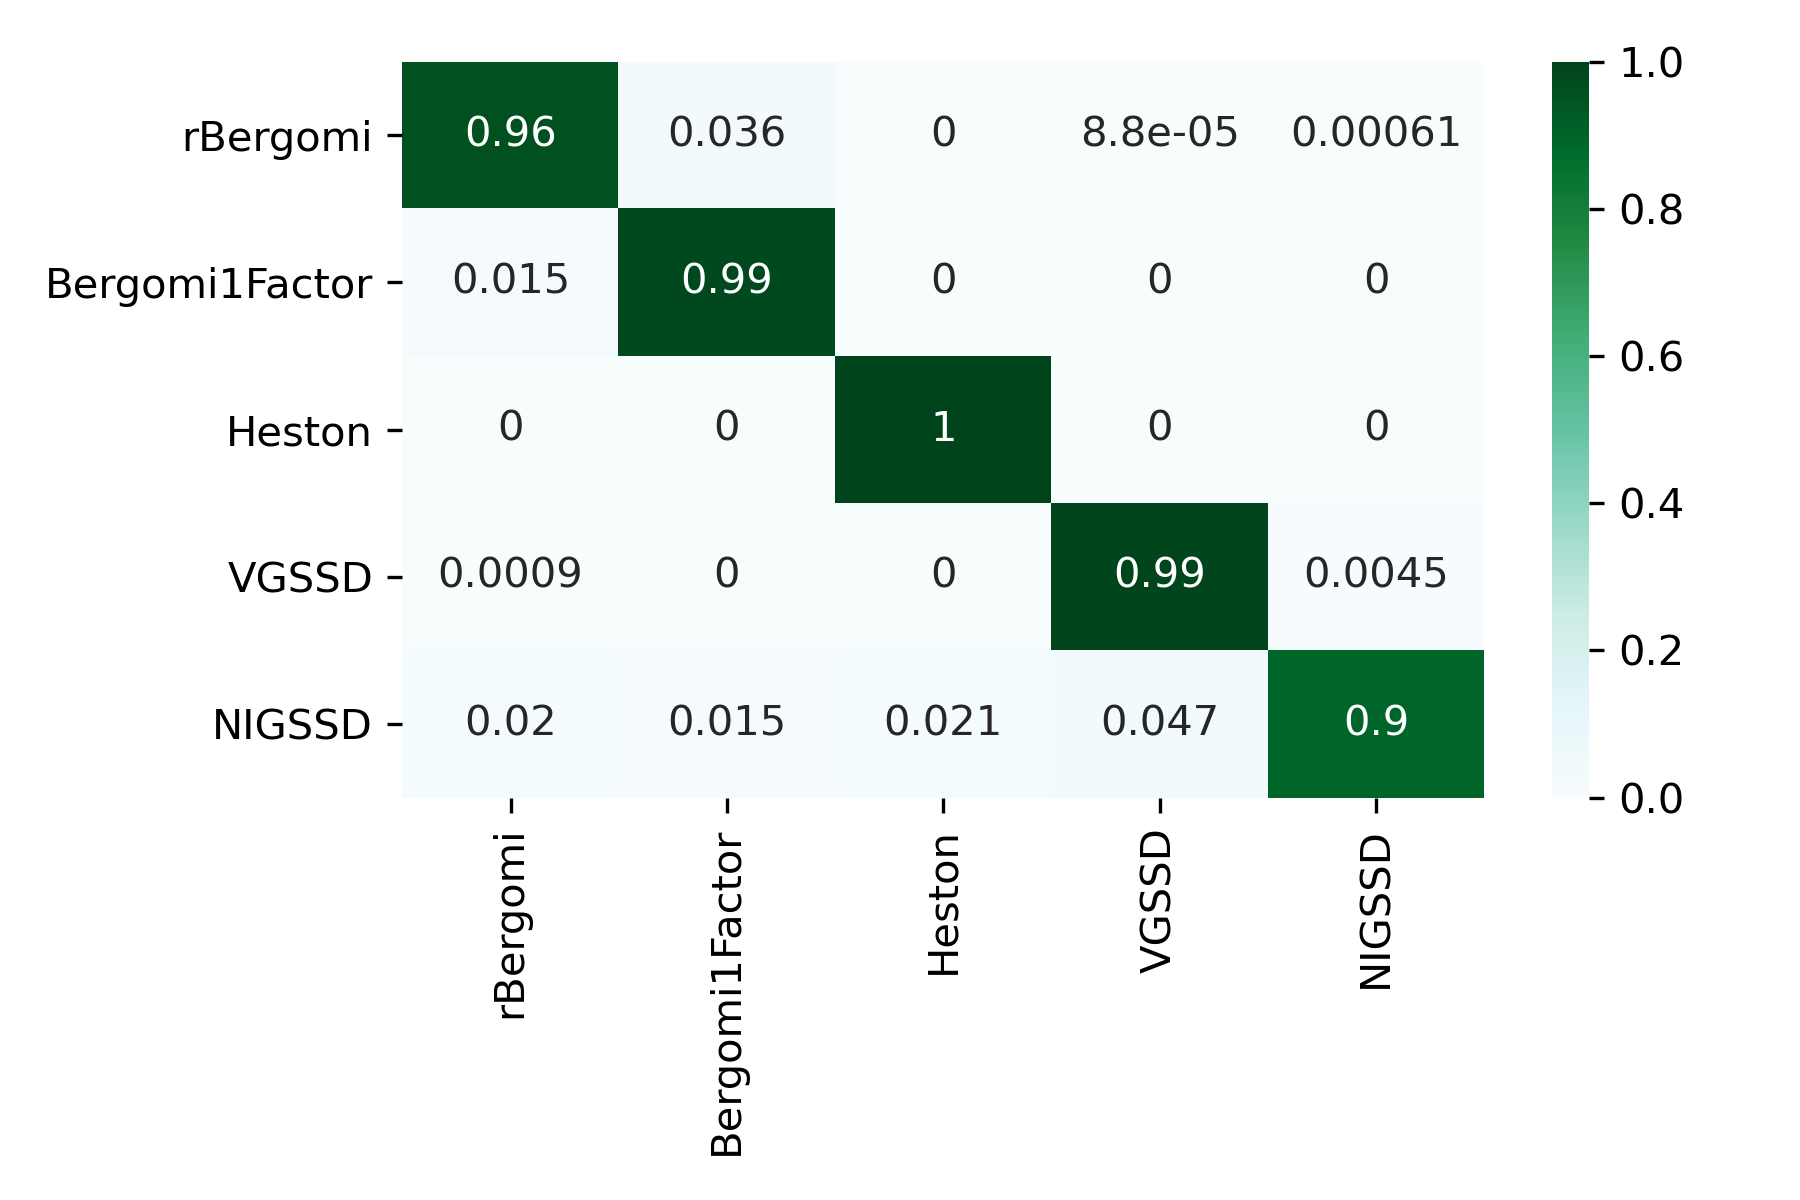 rBergomi 0.96 0.036 0 8.8e-05 0.00061
Bergomi1Factor 0.015 0.99 0 0 0
Heston 0 0 1 0 0
VGSSD 0.0009 0 0 0.99 0.0045
NIGSSD 0.02 0.015 0.021 0.047 0.9
rBergomi
Bergomi1Factor
Heston
VGSSD
NIGSSD
1.0
0.8
0.6
0.4
0.2
0.0